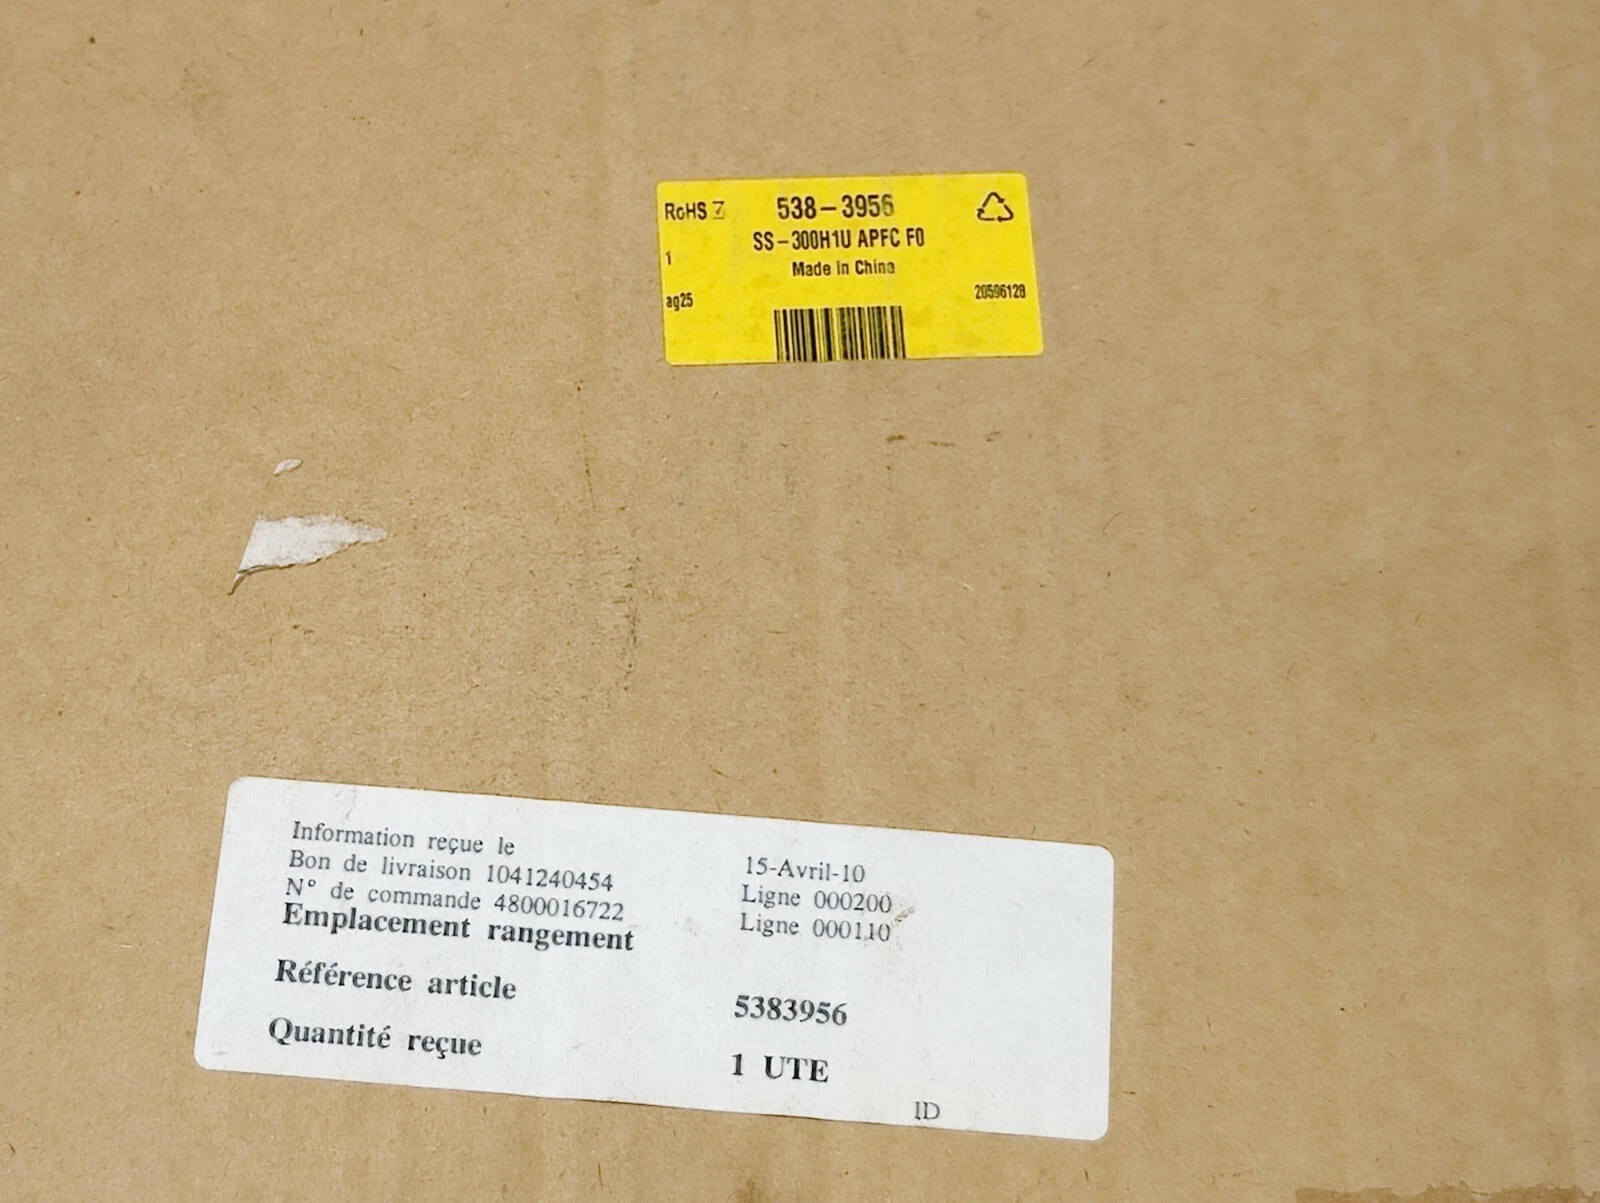 RoHS 538-3956
SS-300H1U APFC F0
1 Made in China
ag25 20596128
Information reçue le 15-Avril-10
Bon de livraison 1041240454 Ligne 000200
N° de commande 4800016722 Ligne 000110
Emplacement rangement
Référence article 5383956
Quantité reçue 1 UTE
ID